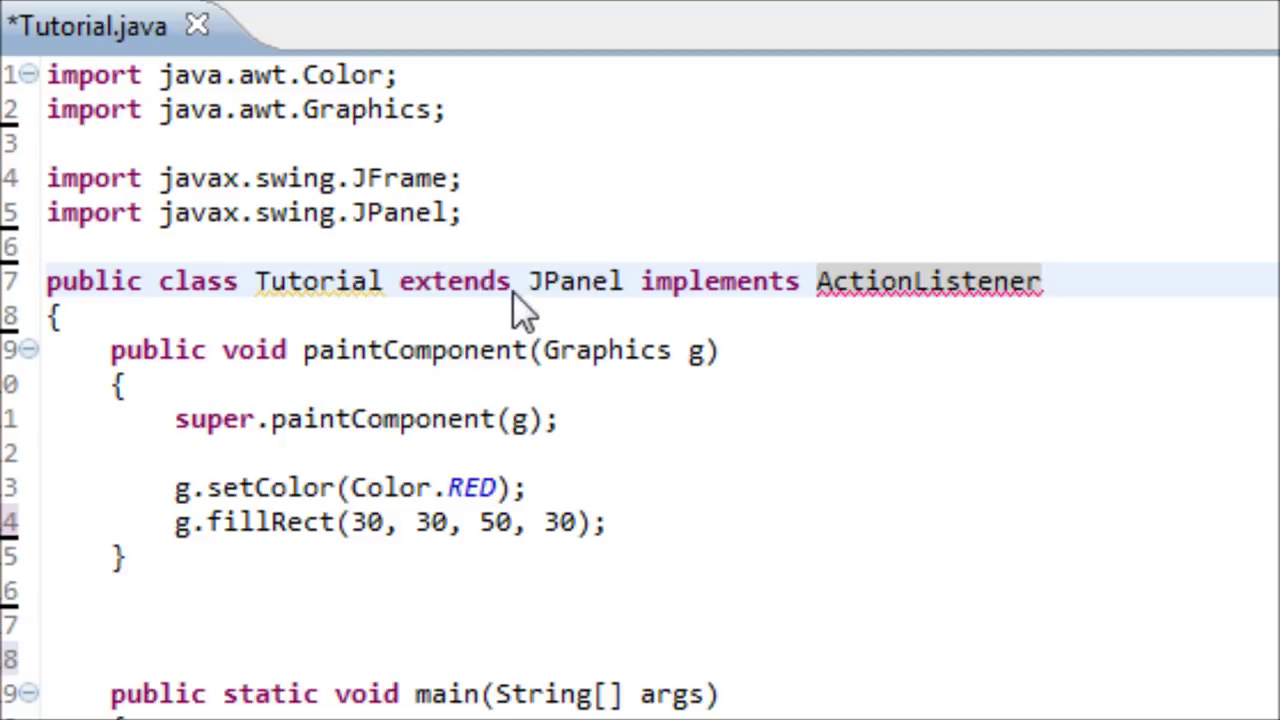 *Tutorial.java
1 import java.awt.Color;
2 import java.awt.Graphics;
3
4 import javax.swing.JFrame;
5 import javax.swing.JPanel;
6
7 public class Tutorial extends JPanel implements ActionListener
8 {
9 public void paintComponent(Graphics g)
0 {
1 super.paintComponent(g);
2
3 g.setColor(Color.RED);
4 g.fillRect(30, 30, 50, 30);
5 }
6
7
8
9 public static void main(String[] args)
{